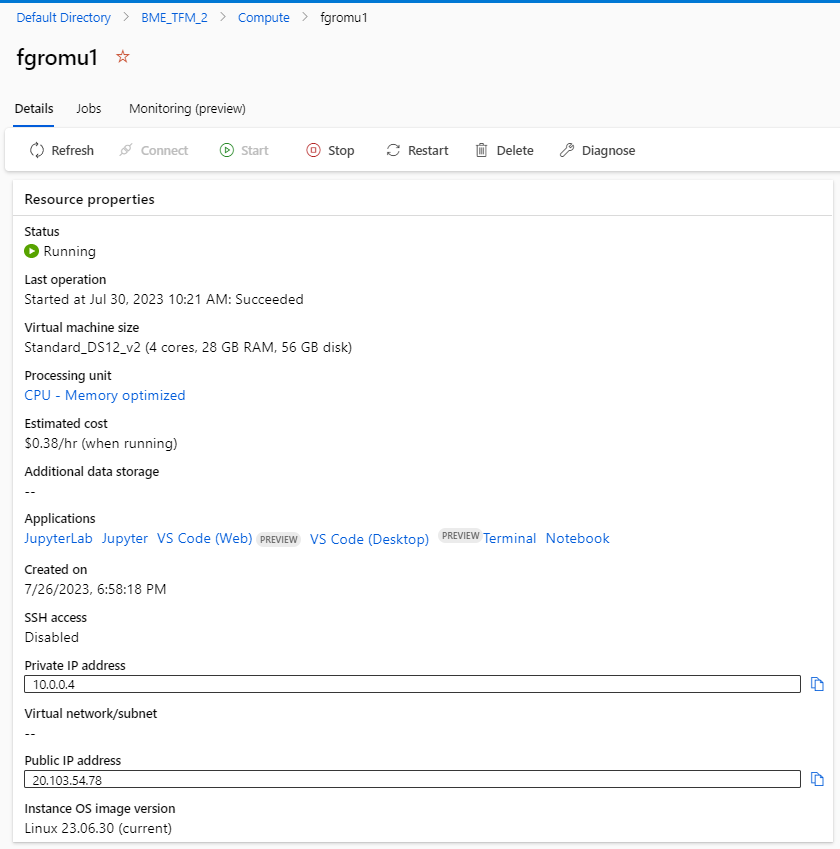 Default Directory > BME_TFM_2 > Compute > fgromu1
fgromu1
Details Jobs Monitoring (preview)
Refresh Connect Start Stop Restart Delete Diagnose
Resource properties
Status
Running
Last operation
Started at Jul 30, 2023 10:21 AM: Succeeded
Virtual machine size
Standard_DS12_v2 (4 cores, 28 GB RAM, 56 GB disk)
Processing unit
CPU - Memory optimized
Estimated cost
$0.38/hr (when running)
Additional data storage
--
Applications
JupyterLab Jupyter VS Code (Web) PREVIEW VS Code (Desktop) PREVIEW Terminal Notebook
Created on
7/26/2023, 6:58:18 PM
SSH access
Disabled
Private IP address
10.0.0.4
Virtual network/subnet
--
Public IP address
20.103.54.78
Instance OS image version
Linux 23.06.30 (current)